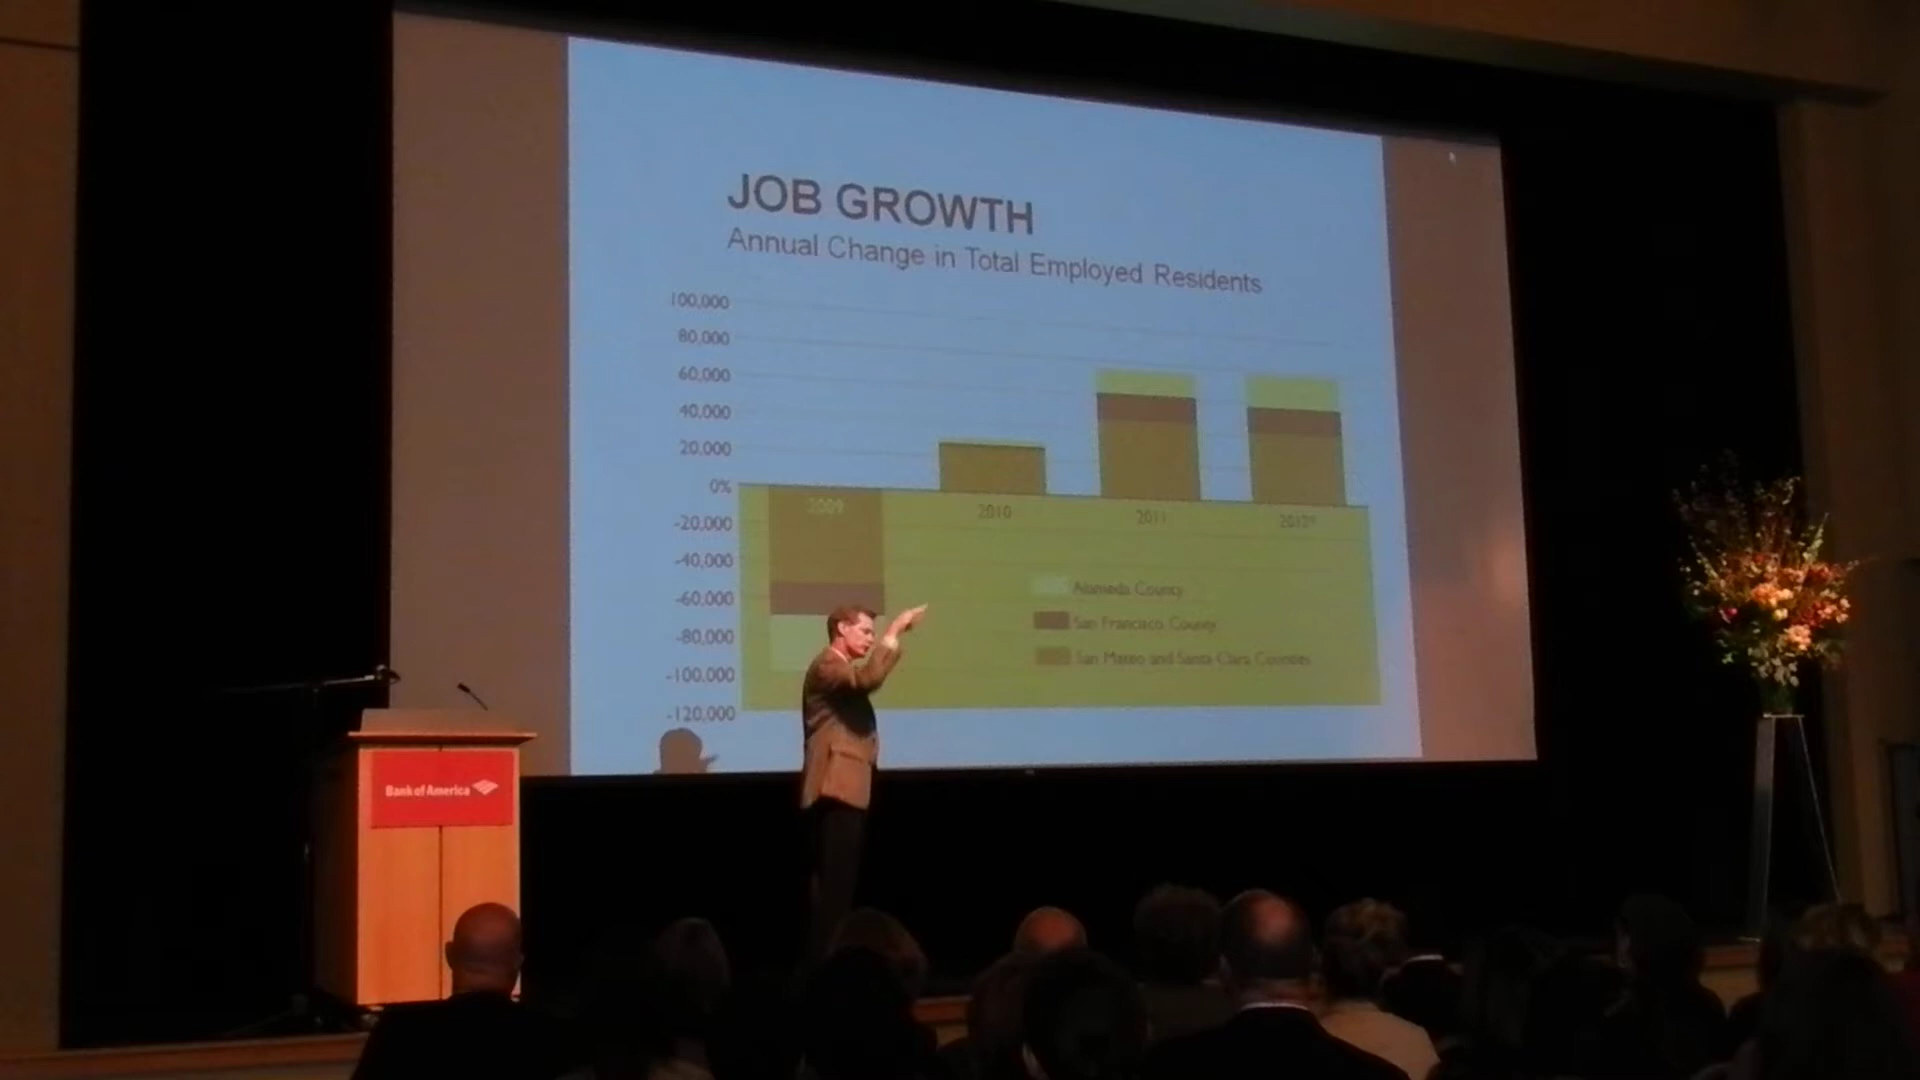 JOB GROWTH
Annual Change in Total Employed Residents
100,000
80,000
60,000
40,000
20,000
0%
-20,000
-40,000
-60,000
-80,000
-100,000
-120,000
2009
2010
2011
2012*
Alameda County
San Francisco County
San Mateo and Santa Clara Counties
Bank of America